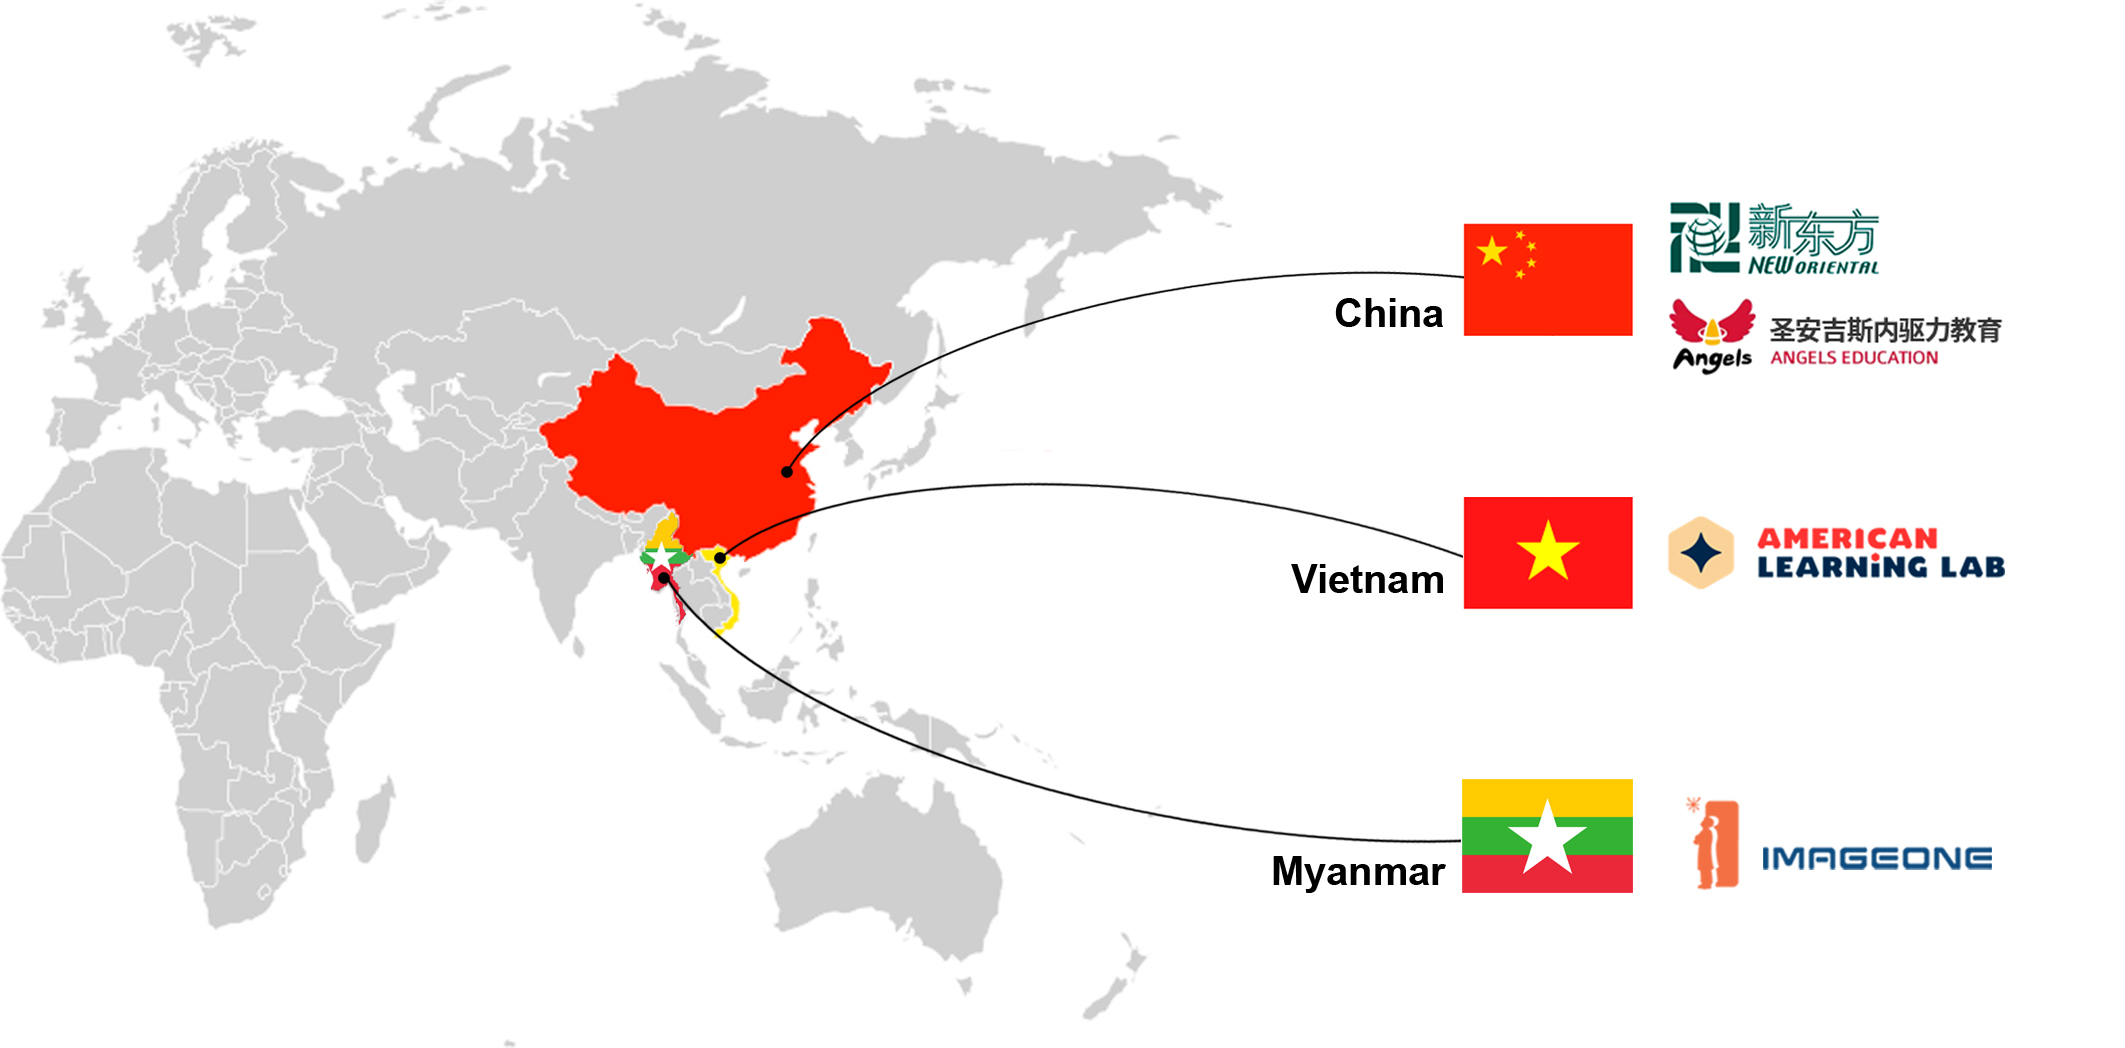 新东方
NEW ORIENTAL
China
圣安吉斯内驱力教育
Angels
ANGELS EDUCATION
Vietnam
AMERICAN
LEARNiNG LAB
Myanmar
IMAGEONE